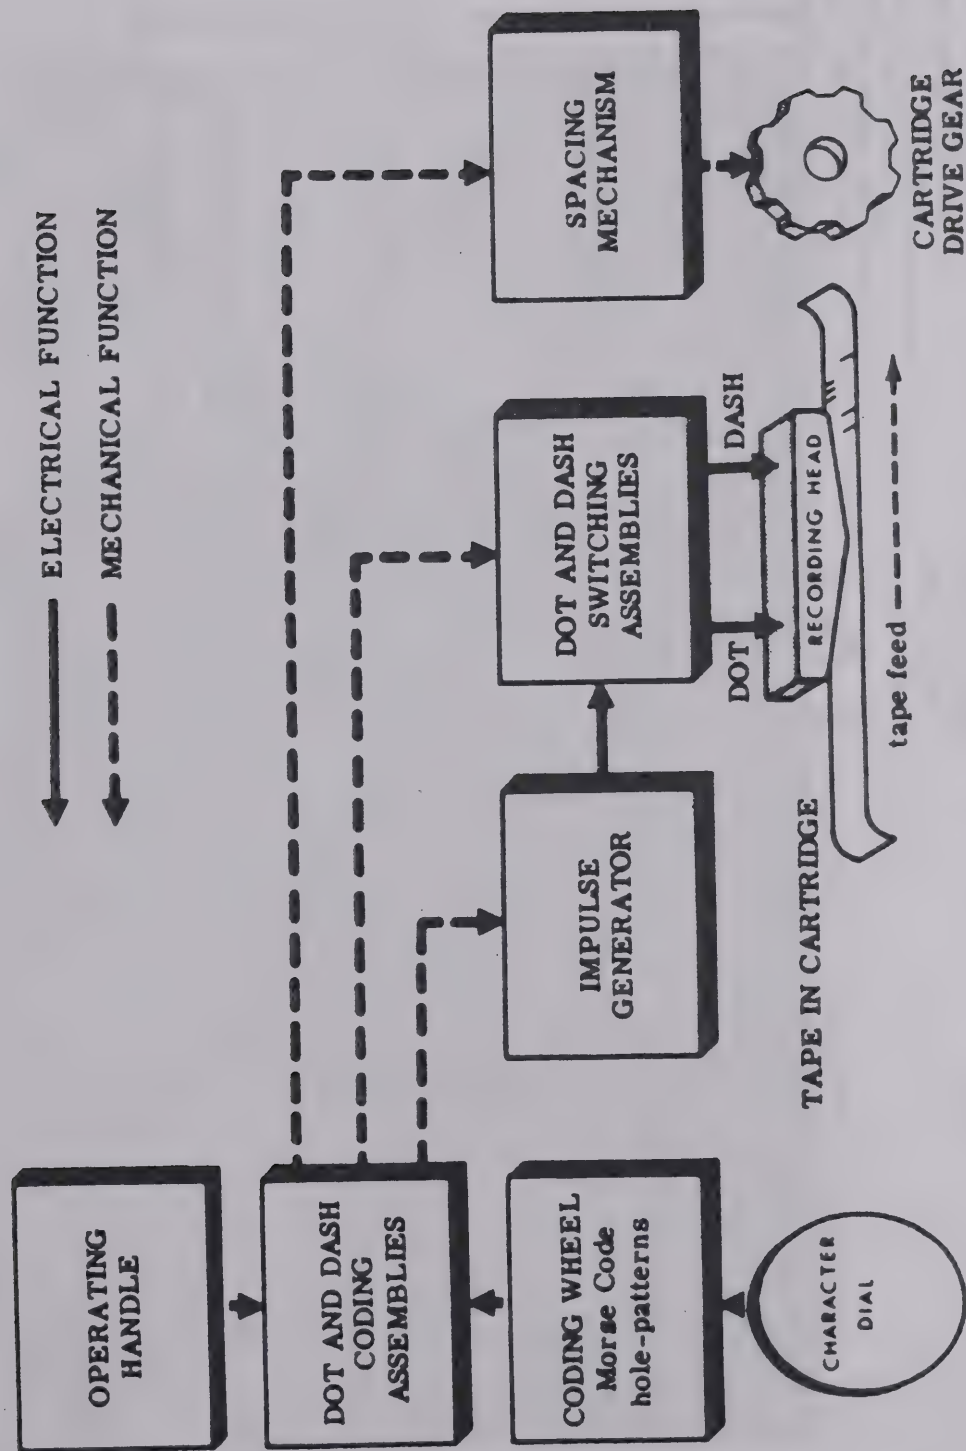 ELECTRICAL FUNCTION
MECHANICAL FUNCTION
OPERATING
HANDLE
DOT AND DASH
CODING
ASSEMBLIES
CODING WHEEL
Morse Code
hole-patterns
CHARACTER
DIAL
IMPULSE
GENERATOR
DOT AND DASH
SWITCHING
ASSEMBLIES
DOT
DASH
RECORDING HEAD
SPACING
MECHANISM
TAPE IN CARTRIDGE
tape feed
CARTRIDGE
DRIVE GEAR